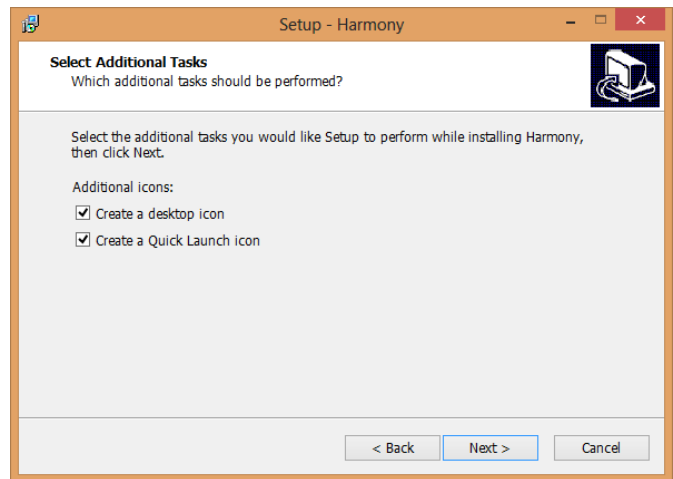 Setup - Harmony
Select Additional Tasks
Which additional tasks should be performed?
Select the additional tasks you would like Setup to perform while installing Harmony,
then click Next.
Additional icons:
Create a desktop icon
Create a Quick Launch icon
< Back Next > Cancel